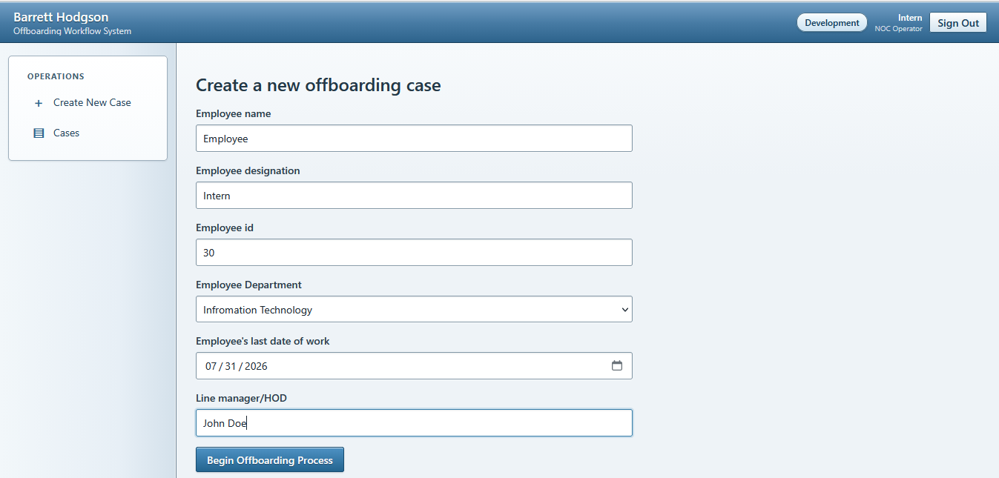 Barrett Hodgson
Offboarding Workflow System
Development
Intern
NOC Operator
Sign Out
OPERATIONS
+ Create New Case
Cases
Create a new offboarding case
Employee name
Employee
Employee designation
Intern
Employee id
30
Employee Department
Infromation Technology
Employee's last date of work
07 / 31 / 2026
Line manager/HOD
John Doe
Begin Offboarding Process